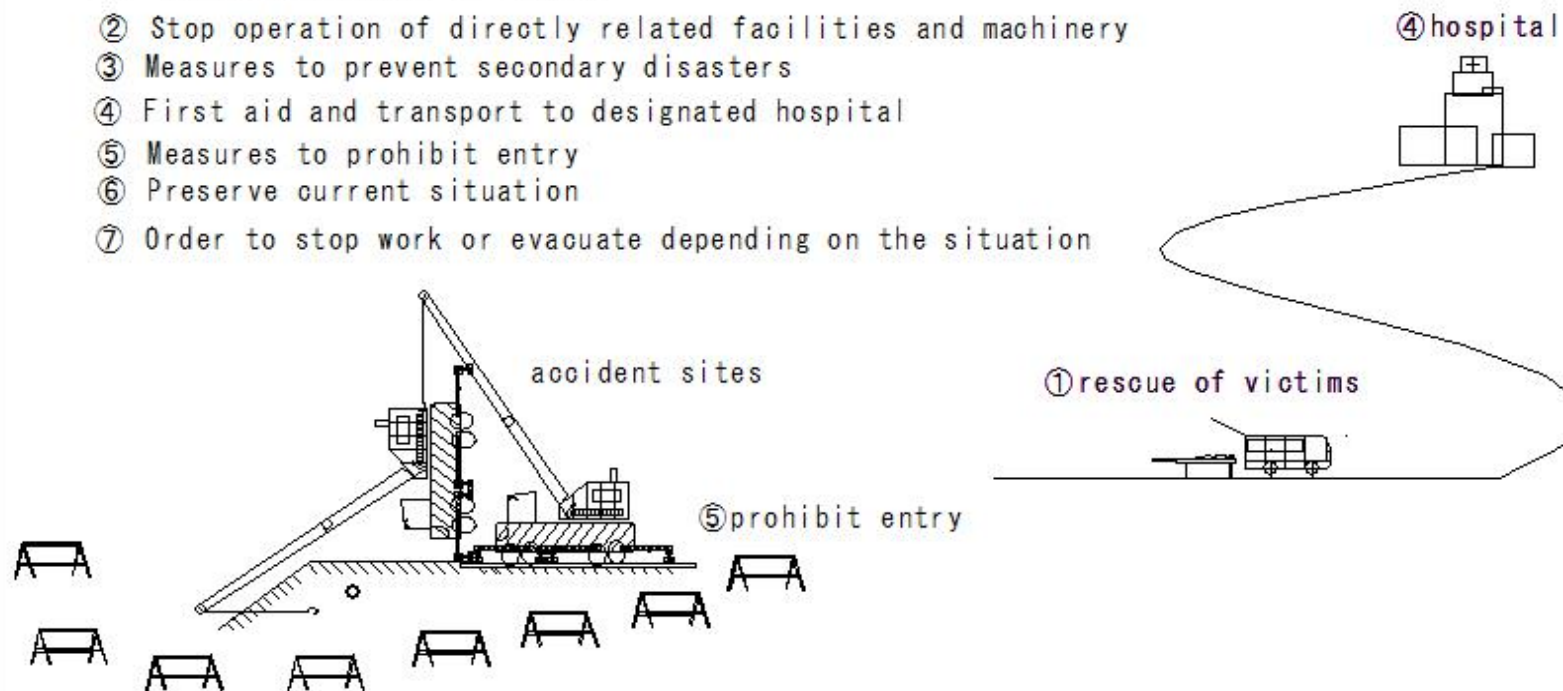 ② Stop operation of directly related facilities and machinery
③ Measures to prevent secondary disasters
④ First aid and transport to designated hospital
⑤ Measures to prohibit entry
⑥ Preserve current situation
⑦ Order to stop work or evacuate depending on the situation
④hospital
accident sites
①rescue of victims
⑤prohibit entry